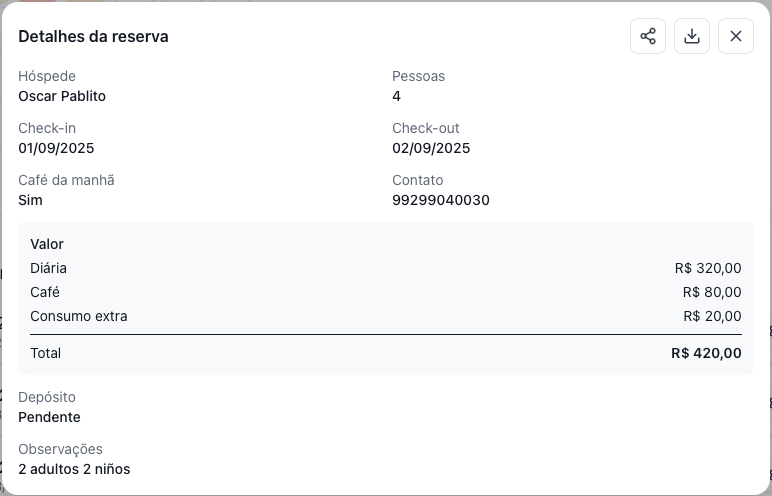 Detalhes da reserva
Hóspede
Oscar Pablito
Pessoas
4
Check-in
01/09/2025
Check-out
02/09/2025
Café da manhã
Sim
Contato
99299040030
Valor
Diária R$ 320,00
Café R$ 80,00
Consumo extra R$ 20,00
Total R$ 420,00
Depósito
Pendente
Observações
2 adultos 2 niños